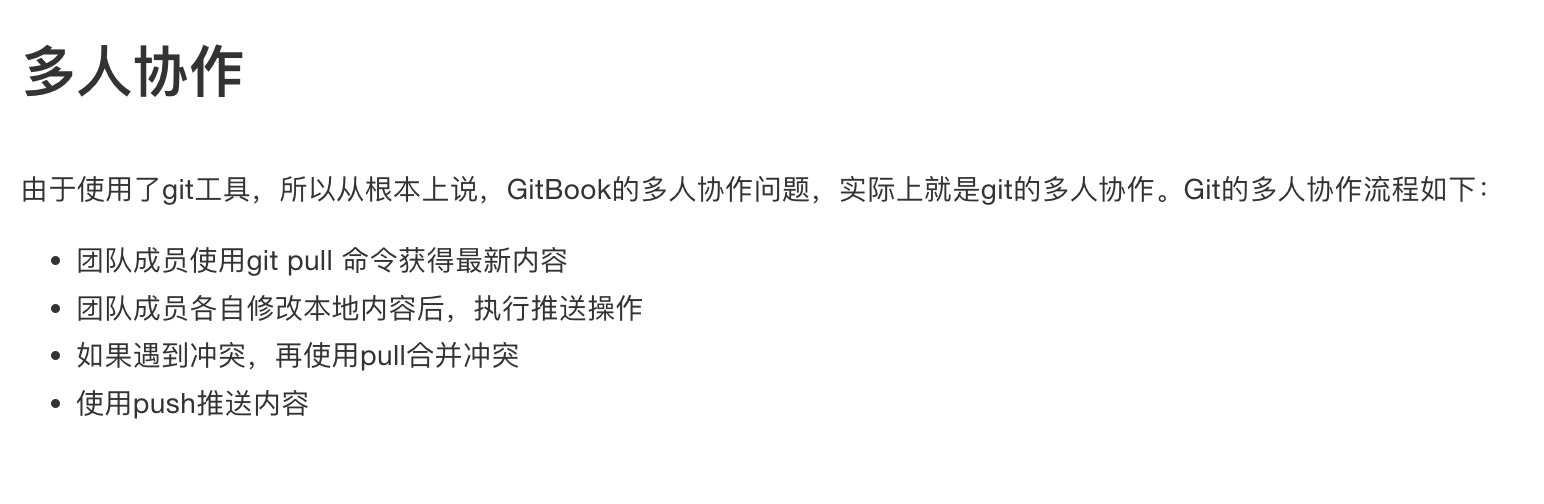 多人协作
由于使用了git工具，所以从根本上说，GitBook的多人协作问题，实际上就是git的多人协作。Git的多人协作流程如下：
• 团队成员使用git pull 命令获得最新内容
• 团队成员各自修改本地内容后，执行推送操作
• 如果遇到冲突，再使用pull合并冲突
• 使用push推送内容